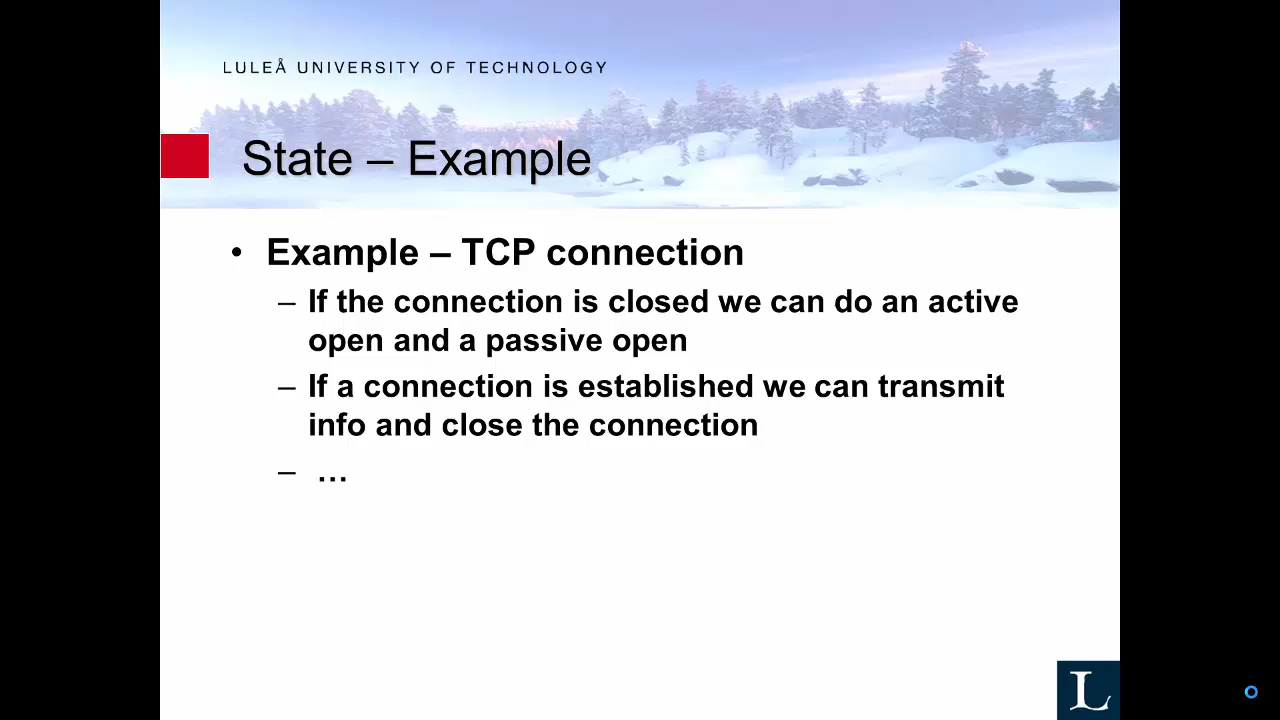 LULEÅ UNIVERSITY OF TECHNOLOGY
State – Example
• Example – TCP connection
– If the connection is closed we can do an active
open and a passive open
– If a connection is established we can transmit
info and close the connection
– ...
L